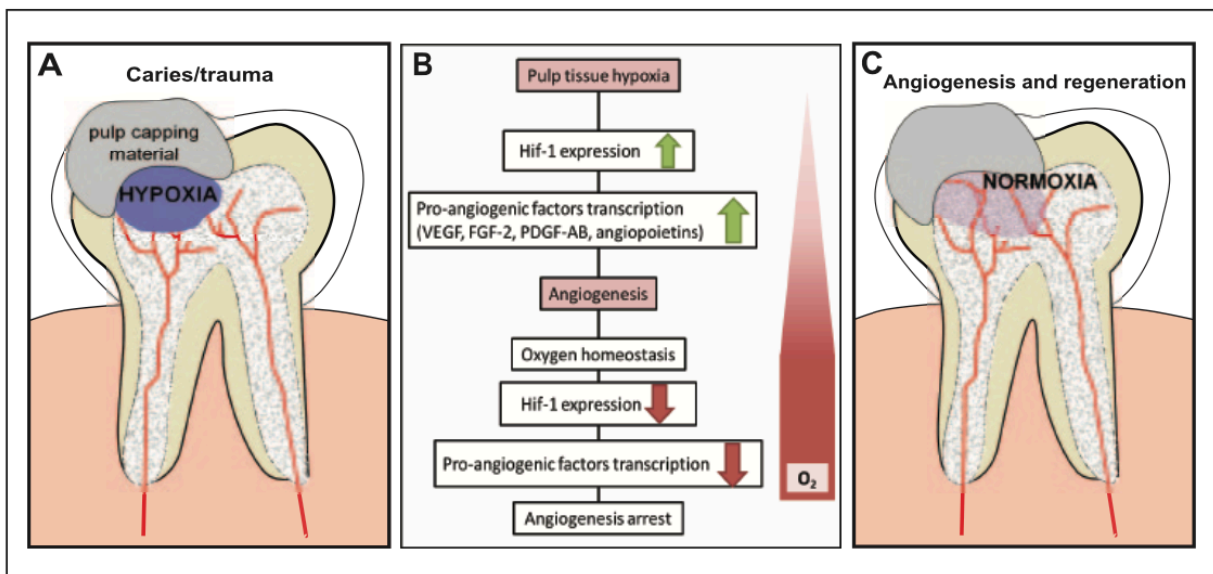 A
Caries/trauma
pulp capping
material
HYPOXIA
B
Pulp tissue hypoxia
Hif-1 expression
Pro-angiogenic factors transcription
(VEGF, FGF-2, PDGF-AB, angiopoietins)
Angiogenesis
Oxygen homeostasis
Hif-1 expression
Pro-angiogenic factors transcription
Angiogenesis arrest
O₂
C
Angiogenesis and regeneration
NORMOXIA